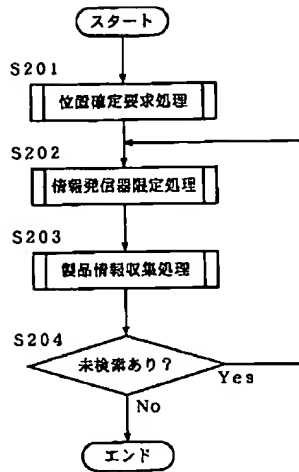 スタート
S201
位置確定要求処理
S202
情報発信器限定処理
S203
製品情報収集処理
S204
未検索あり?
Yes
No
エンド